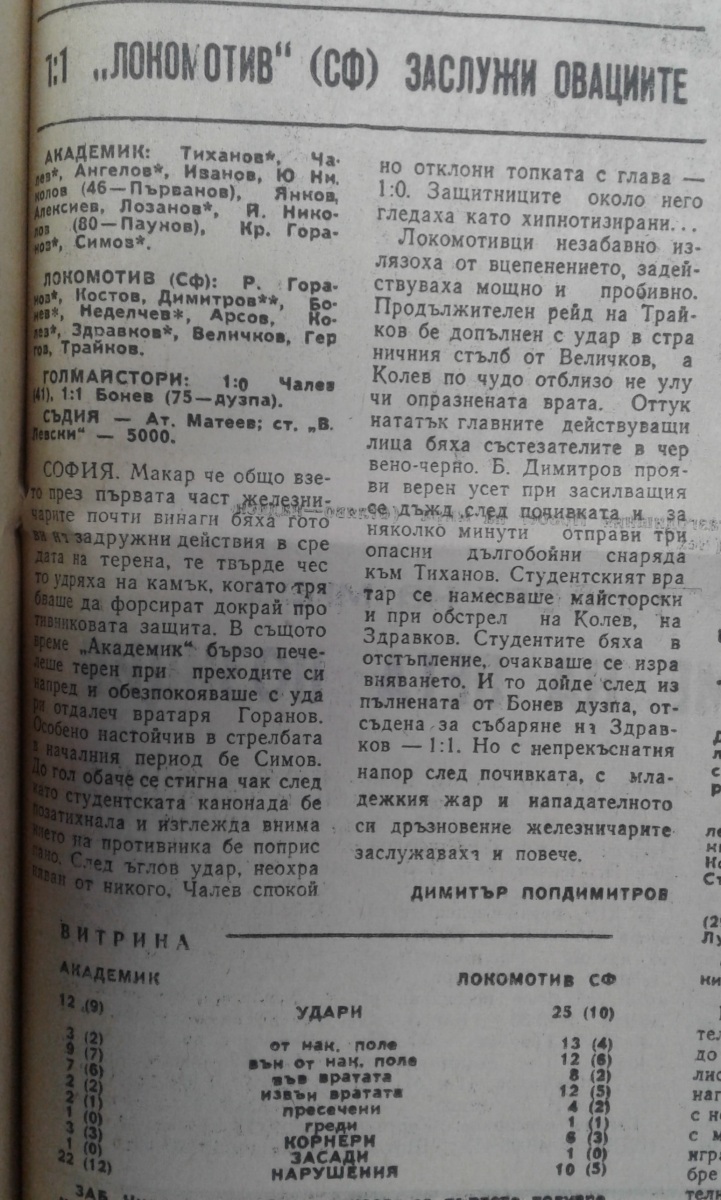 1:1 „ЛОКОМОТИВ“ (СФ) ЗАСЛУЖИ ОВАЦИИТЕ
АКАДЕМИК: Тиханов*, Ча-
лев*, Ангелов*, Иванов, Ю Ни
колов (46—Първанов), Янков,
Алексиев, Лозанов*, Й. Нико-
лов (80—Паунов), Кр. Гора-
нов*, Симов*.
ЛОКОМОТИВ (Сф): Р. Гора-
нов*, Костов, Димитров**, Бо-
нев*, Неделчев*, Арсов, Ко-
лев*, Здравков*, Величков, Гер
гов, Трайков.
ГОЛМАЙСТОРИ: 1:0 Чалев
(41), 1:1 Бонев (75—дузпа).
СЪДИЯ — Ат. Матеев; ст. „В.
Левски“ — 5000.
СОФИЯ. Макар че общо взе-
то през първата част железни-
чарите почти винаги бяха гото
ви за задружни действия в сре
дата на терена, те твърде чес
то удряха на камък, когато тря
бваше да форсират докрай про
тивниковата защита. В същото
време „Академик“ бързо пече-
леше терен при преходите си
напред и обезпокояваше с уда
ри отдалеч вратаря Горанов.
Особено настойчив в стрелбата
в началния период бе Симов.
До гол обаче се стигна чак след
като студентската канонада бе
позатихнала и изглежда внима
нието на противника бе поприс
пано. След ъглов удар, неохра
няван от никого, Чалев спокой
но отклони топката с глава —
1:0. Защитниците около него
гледаха като хипнотизирани...
Локомотивци незабавно из-
лязоха от вцепенението, задей-
ствуваха мощно и пробивно.
Продължителен рейд на Трай-
ков бе допълнен с удар в стра
ничния стълб от Величков, а
Колев по чудо отблизо не улу
чи опразнената врата. Оттук
нататък главните действуващи
лица бяха състезателите в чер
вено-черно. Б. Димитров проя-
ви верен усет при засилващия
се дъжд след почивката и за
няколко минути отправи три
опасни дългобойни снаряда
към Тиханов. Студентският вра
тар се намесваше майсторски
и при обстрел на Колев, на
Здравков. Студентите бяха в
отстъпление, очакваше се изра
вняването. И то дойде след из
пълнената от Бонев дузпа, от-
съдена за събаряне на Здрав-
ков — 1:1. Но с непрекъснатия
напор след почивката, с мла-
дежкия жар и нападателното
си дръзновение железничарите
заслужаваха и повече.
ДИМИТЪР ПОПДИМИТРОВ
ВИТРИНА
АКАДЕМИК ЛОКОМОТИВ СФ
12 (9) УДАРИ 25 (10)
3 (2) от нак. поле 13 (4)
9 (7) вън от нак. поле 12 (6)
7 (6) във вратата 8 (2)
2 (2) извън вратата 12 (5)
2 (1) пресечени 4 (2)
1 (0) греди 1 (1)
3 (3) КОРНЕРИ 6 (3)
1 (0) ЗАСАДИ 1 (0)
22 (12) НАРУШЕНИЯ 10 (5)